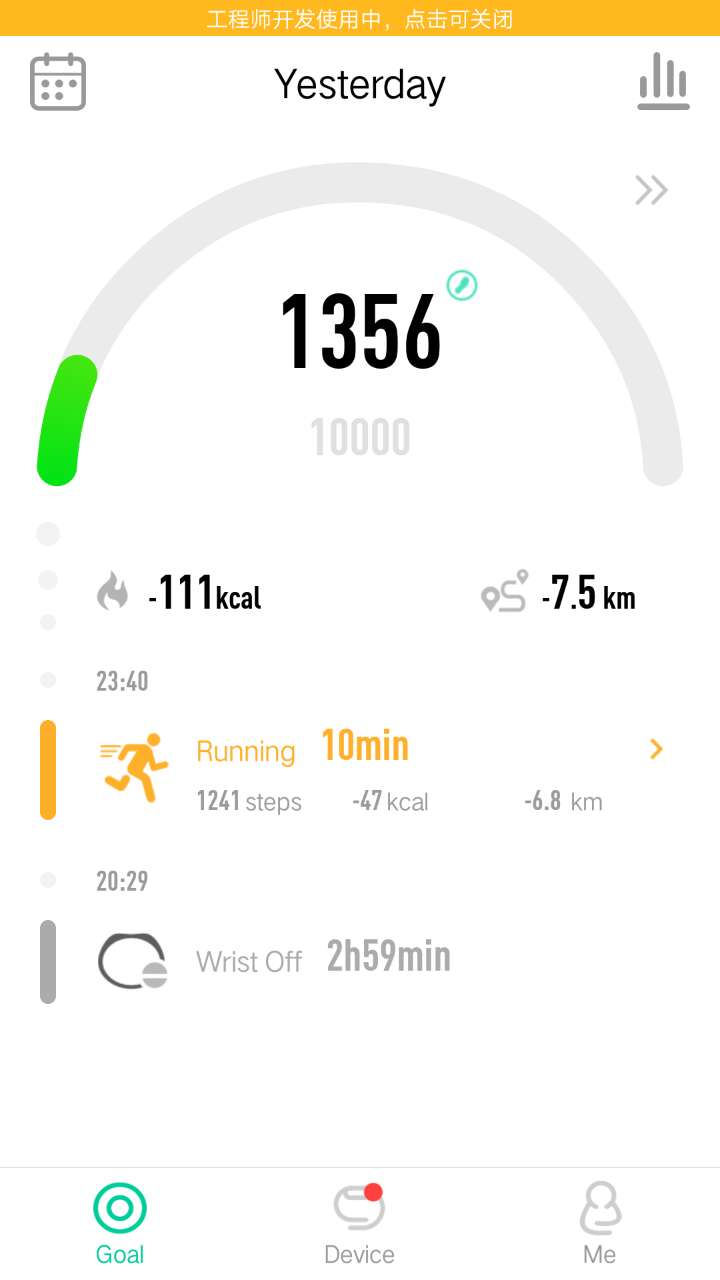 工程师开发使用中，点击可关闭
Yesterday
1356
10000
-111kcal -7.5 km
23:40
Running 10min
1241 steps -47 kcal -6.8 km
20:29
Wrist Off 2h59min
Goal Device Me